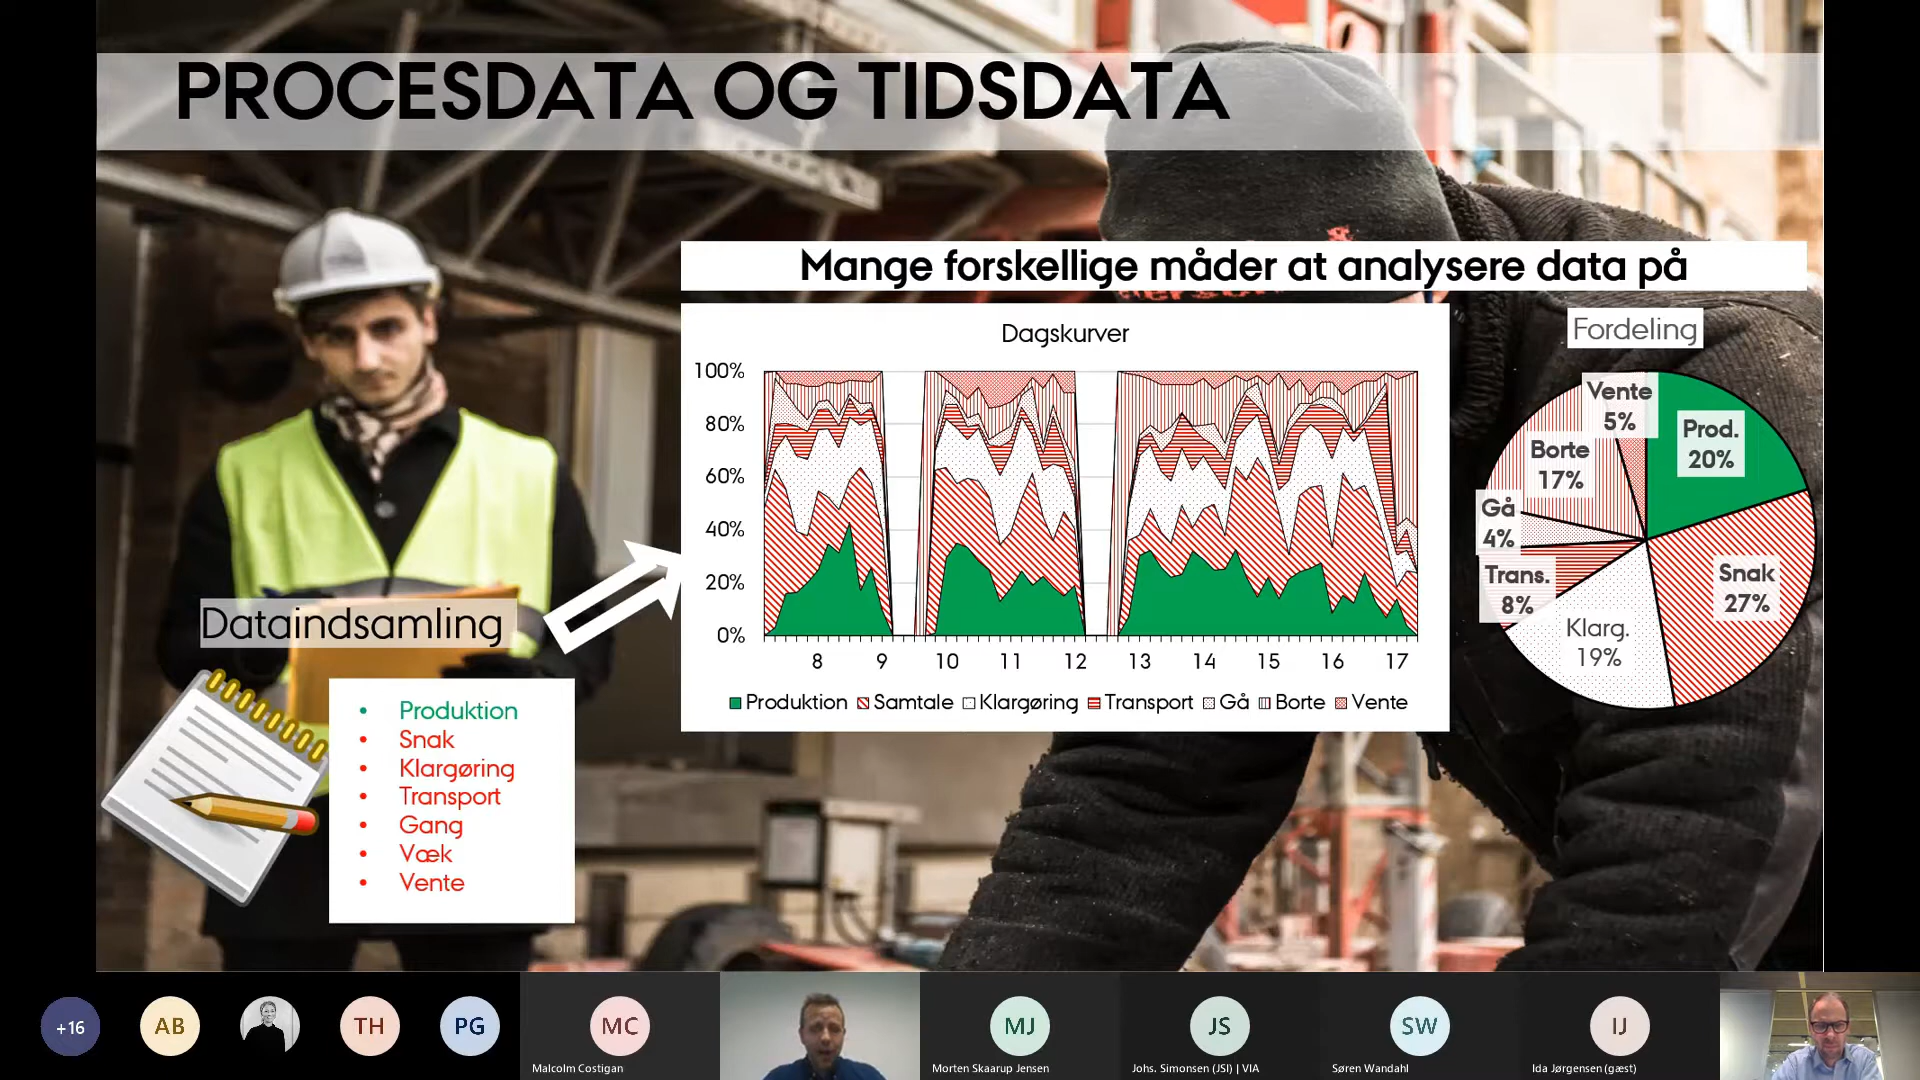 PROCESDATA OG TIDSDATA
Mange forskellige måder at analysere data på
Dataindsamling
• Produktion
• Snak
• Klargøring
• Transport
• Gang
• Væk
• Vente
Dagskurver
100%
80%
60%
40%
20%
0%
8 9 10 11 12 13 14 15 16 17
Produktion Samtale Klargøring Transport Gå Borte Vente
Fordeling
Vente
5%
Prod.
20%
Borte
17%
Gå
4%
Trans.
8%
Klarg.
19%
Snak
27%
+16
AB
TH
PG
MC
Malcolm Costigan
MJ
Morten Skaarup Jensen
JS
Johs. Simonsen (JSI) | VIA
SW
Søren Wandahl
IJ
Ida Jørgensen (gæst)